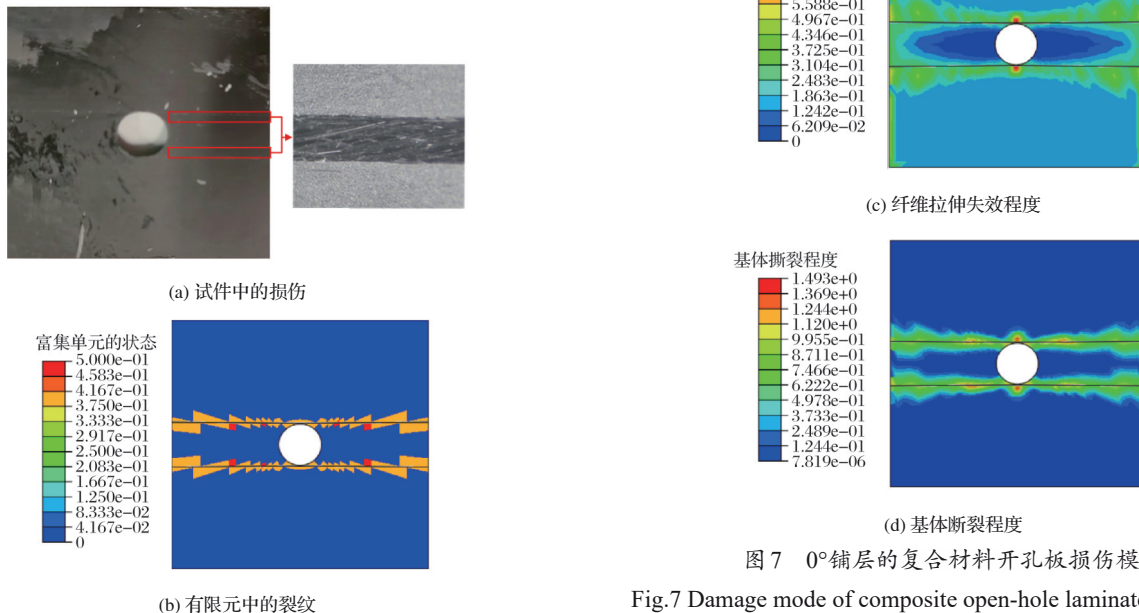 (a) 试件中的损伤
富集单元的状态
5.000e−01
4.583e−01
4.167e−01
3.750e−01
3.333e−01
2.917e−01
2.500e−01
2.083e−01
1.667e−01
1.250e−01
8.333e−02
4.167e−02
0
(b) 有限元中的裂纹
5.588e−01
4.967e−01
4.346e−01
3.725e−01
3.104e−01
2.483e−01
1.863e−01
1.242e−01
6.209e−02
0
(c) 纤维拉伸失效程度
基体撕裂程度
1.493e+0
1.369e+0
1.244e+0
1.120e+0
9.955e−01
8.711e−01
7.466e−01
6.222e−01
4.978e−01
3.733e−01
2.489e−01
1.244e−01
7.819e−06
(d) 基体断裂程度
图 7 0°铺层的复合材料开孔板损伤模
Fig.7 Damage mode of composite open-hole laminate